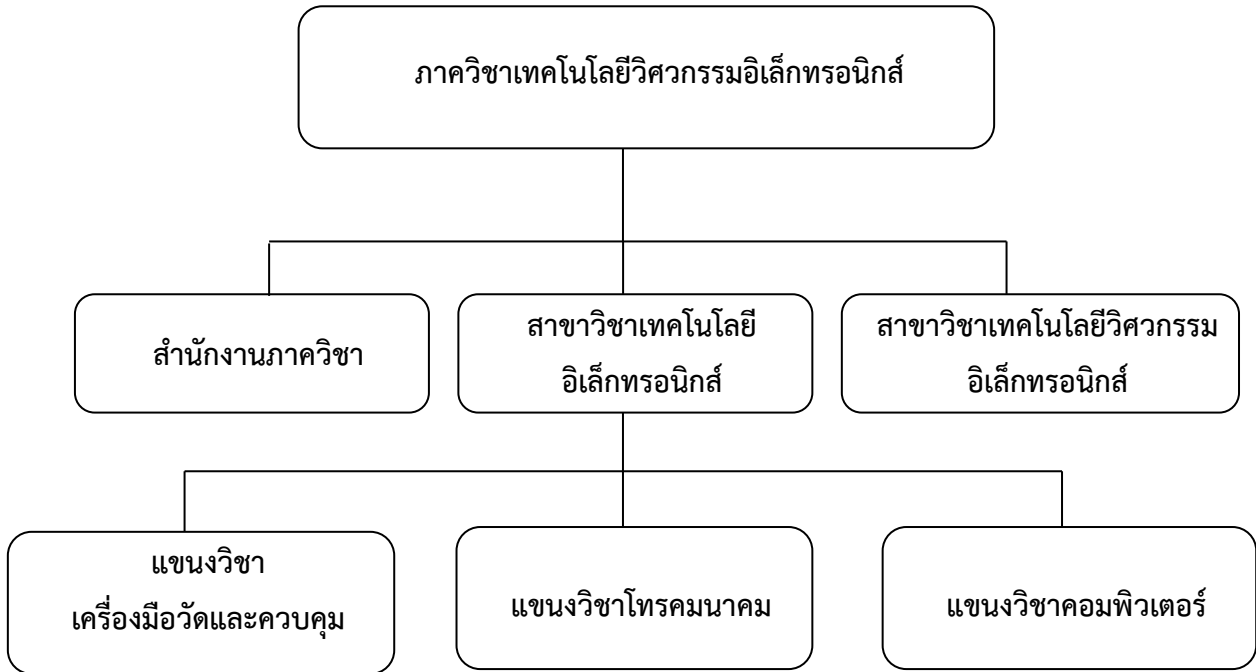 ภาควิชาเทคโนโลยีวิศวกรรมอิเล็กทรอนิกส์
สำนักงานภาควิชา
สาขาวิชาเทคโนโลยี
อิเล็กทรอนิกส์
สาขาวิชาเทคโนโลยีวิศวกรรม
อิเล็กทรอนิกส์
แขนงวิชา
เครื่องมือวัดและควบคุม
แขนงวิชาโทรคมนาคม
แขนงวิชาคอมพิวเตอร์